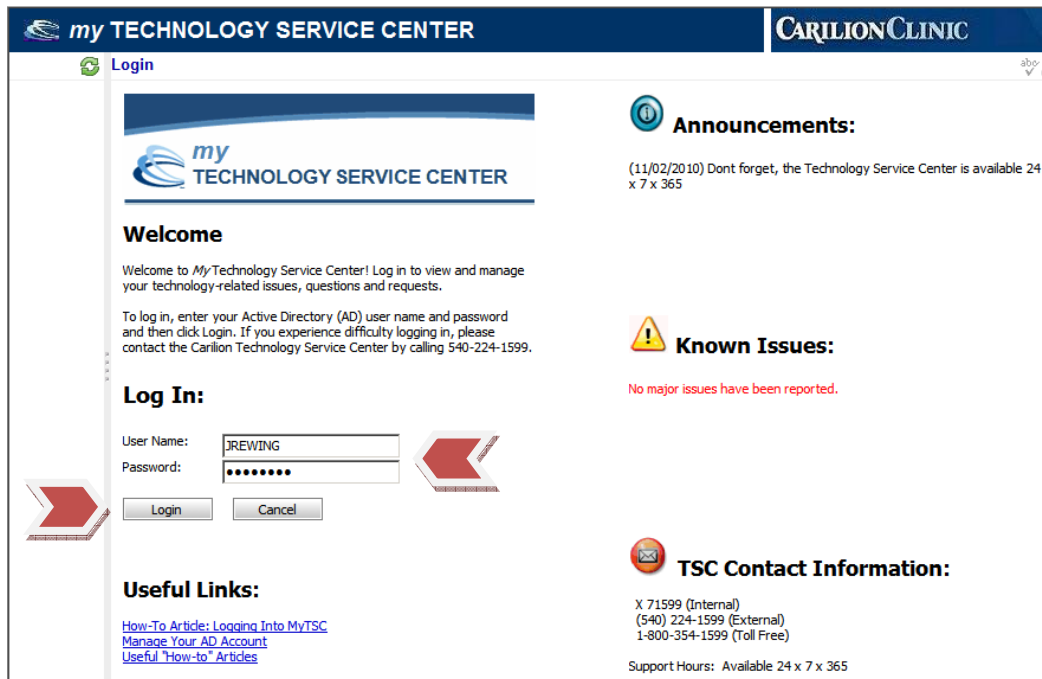 my TECHNOLOGY SERVICE CENTER
CARILIONCLINIC
Login
abc
my
TECHNOLOGY SERVICE CENTER
Welcome
Welcome to My Technology Service Center! Log in to view and manage
your technology-related issues, questions and requests.
To log in, enter your Active Directory (AD) user name and password
and then click Login. If you experience difficulty logging in, please
contact the Carilion Technology Service Center by calling 540-224-1599.
Log In:
User Name: JREWING
Password: ••••••••
Login Cancel
Useful Links:
How-To Article: Logging Into MyTSC
Manage Your AD Account
Useful "How-to" Articles
Announcements:
(11/02/2010) Dont forget, the Technology Service Center is available 24
x 7 x 365
Known Issues:
No major issues have been reported.
TSC Contact Information:
X 71599 (Internal)
(540) 224-1599 (External)
1-800-354-1599 (Toll Free)
Support Hours: Available 24 x 7 x 365